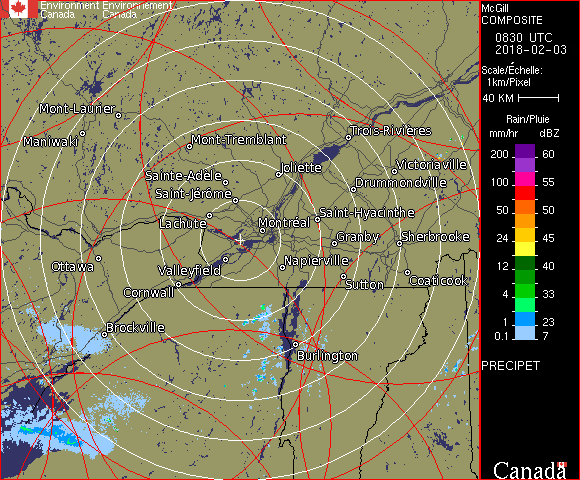 Environment Environnement
Canada Canada
McGill
COMPOSITE
0830 UTC
2018-02-03
Scale/Échelle:
1km/Pixel
40 KM
Rain/Pluie
mm/hr dBZ
200 60
150 55
100 55
50 50
24 45
12 40
4 33
1 23
0.1 7
PRECIPET
Canada
Mont-Laurier
Maniwaki
Mont-Tremblant
Trois-Rivières
Joliette
Victoriaville
Sainte-Adèle
Drummondville
Saint-Jérôme
Saint-Hyacinthe
Lachute
Montréal
Granby
Sherbrooke
Ottawa
Valleyfield
Napierville
Cornwall
Sutton
Coaticook
Brockville
Burlington